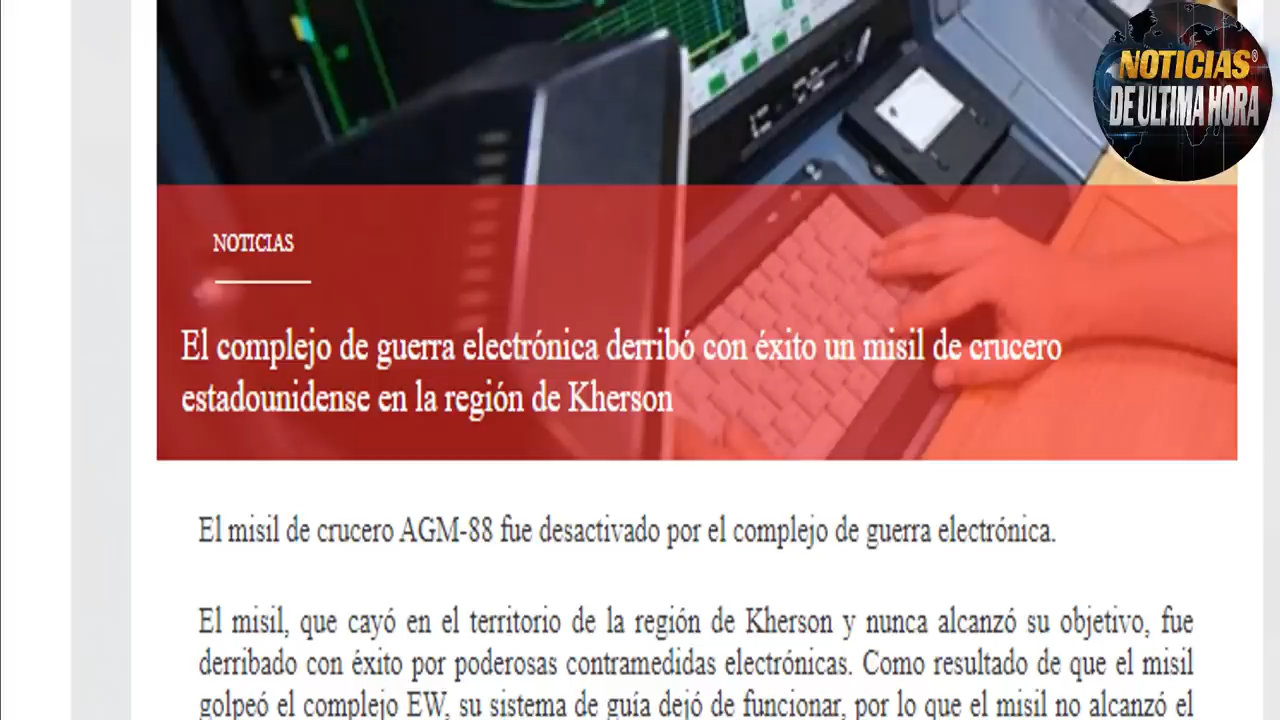 NOTICIAS®
DE ULTIMA HORA
NOTICIAS
El complejo de guerra electrónica derribó con éxito un misil de crucero
estadounidense en la región de Kherson
El misil de crucero AGM-88 fue desactivado por el complejo de guerra electrónica.
El misil, que cayó en el territorio de la región de Kherson y nunca alcanzó su objetivo, fue
derribado con éxito por poderosas contramedidas electrónicas. Como resultado de que el misil
golpeó el complejo EW, su sistema de guía dejó de funcionar, por lo que el misil no alcanzó el